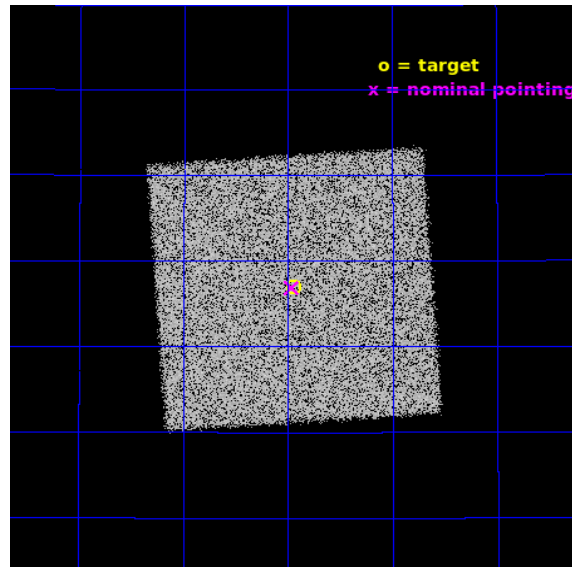 o = target
x = nominal pointing